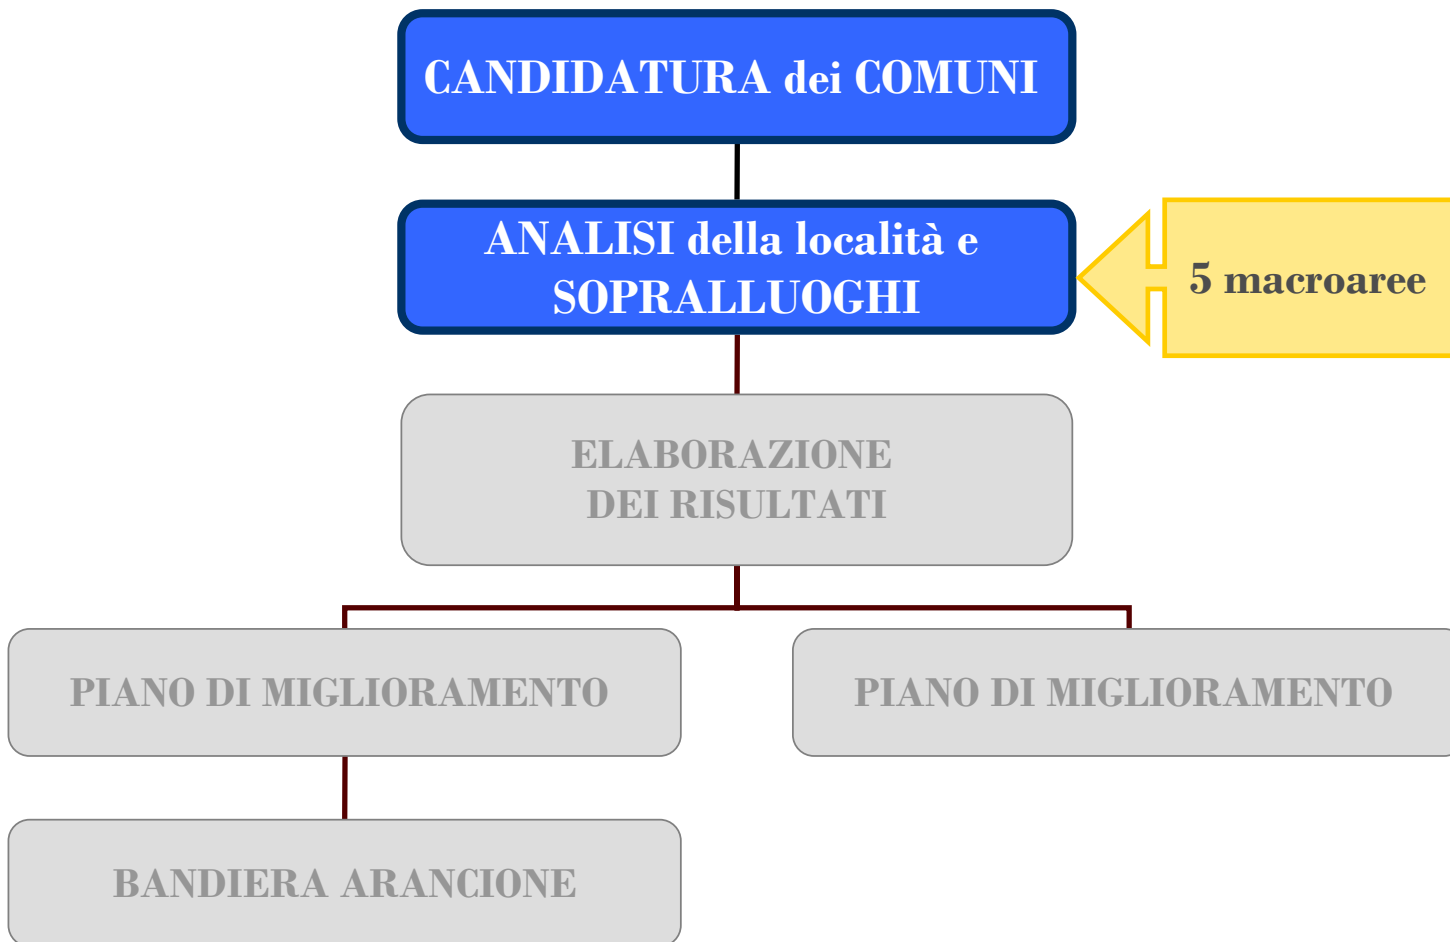 CANDIDATURA dei COMUNI
ANALISI della località e
SOPRALLUOGHI
5 macroaree
ELABORAZIONE
DEI RISULTATI
PIANO DI MIGLIORAMENTO
PIANO DI MIGLIORAMENTO
BANDIERA ARANCIONE